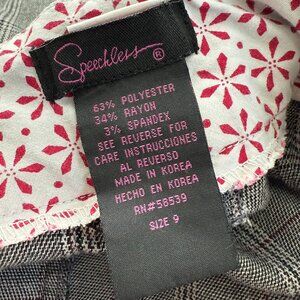 Speechless®
63% POLYESTER
34% RAYON
3% SPANDEX
SEE REVERSE FOR
CARE INSTRUCCIONES
AL REVERSO
MADE IN KOREA
HECHO EN KOREA
RN#56539
SIZE 9